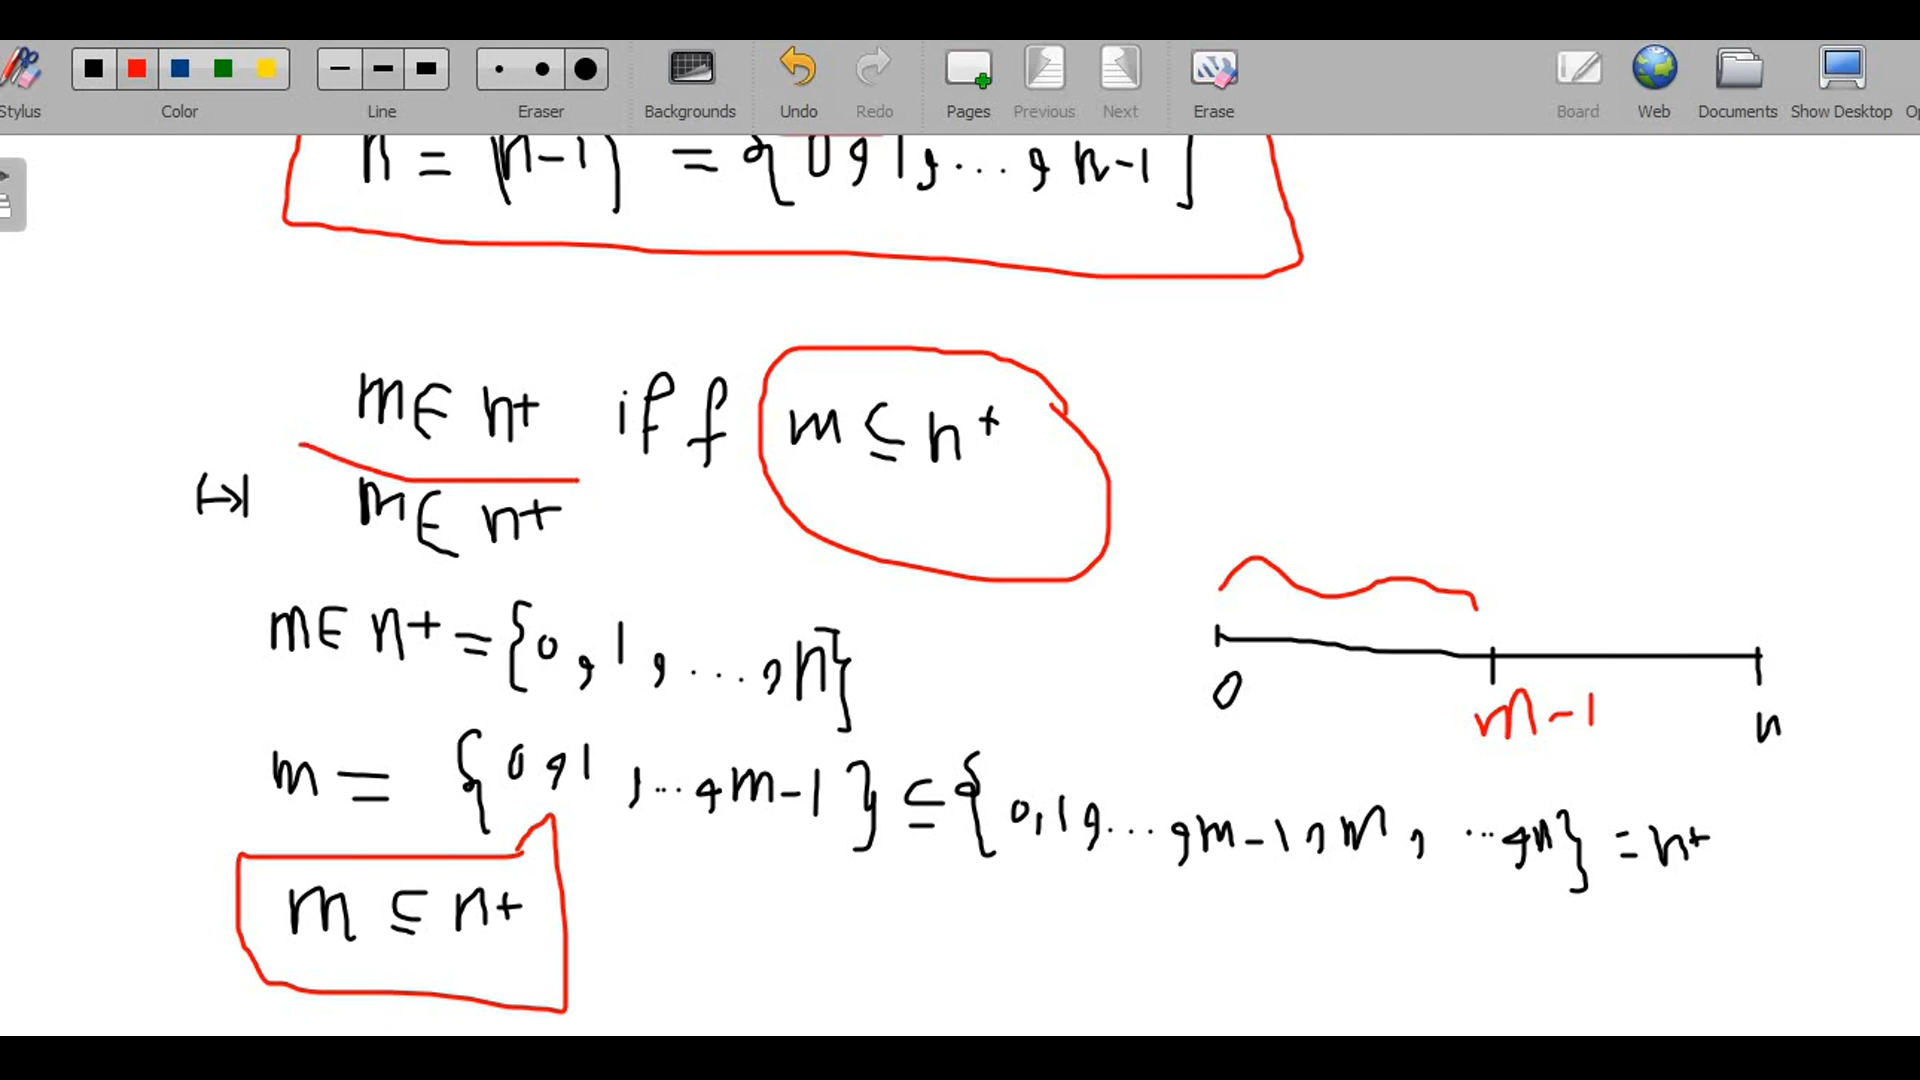 Stylus Color Line Eraser Backgrounds Undo Redo Pages Previous Next Erase Board Web Documents Show Desktop Op
n = {n-1} = {0, 1, ..., n-1}
m ∈ n+ iff m ⊆ n+
↦| m ∈ n+
m ∈ n+ = {0, 1, ..., n}
0 m-1 n
m = {0, 1, ..., m-1} ⊆ {0, 1, ..., m-1, m, ..., n} = n+
m ⊆ n+